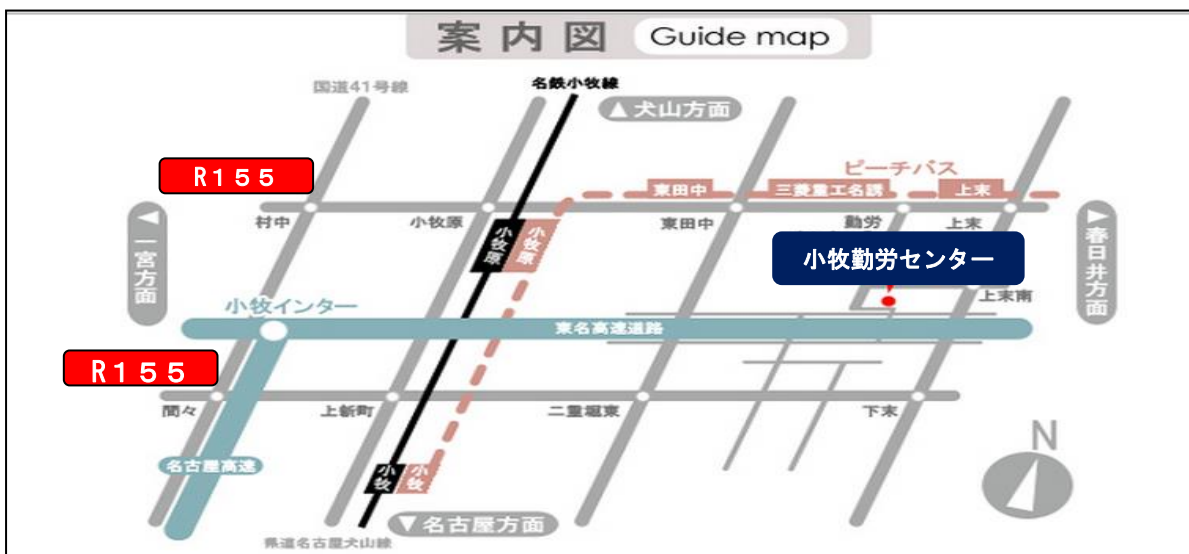 案内図 Guide map
国道41号線
名鉄小牧線
▲犬山方面
R155
ピーチバス
東田中
三菱重工名誘
上末
村中
小牧原
東田中
勤労
上末
◀一宮方面
小牧原
小牧原
小牧勤労センター
▶春日井方面
上末南
小牧インター
東名高速道路
R155
間々
上新町
二重堀東
下末
名古屋高速
小牧
小牧
N
▼名古屋方面
県道名古屋犬山線